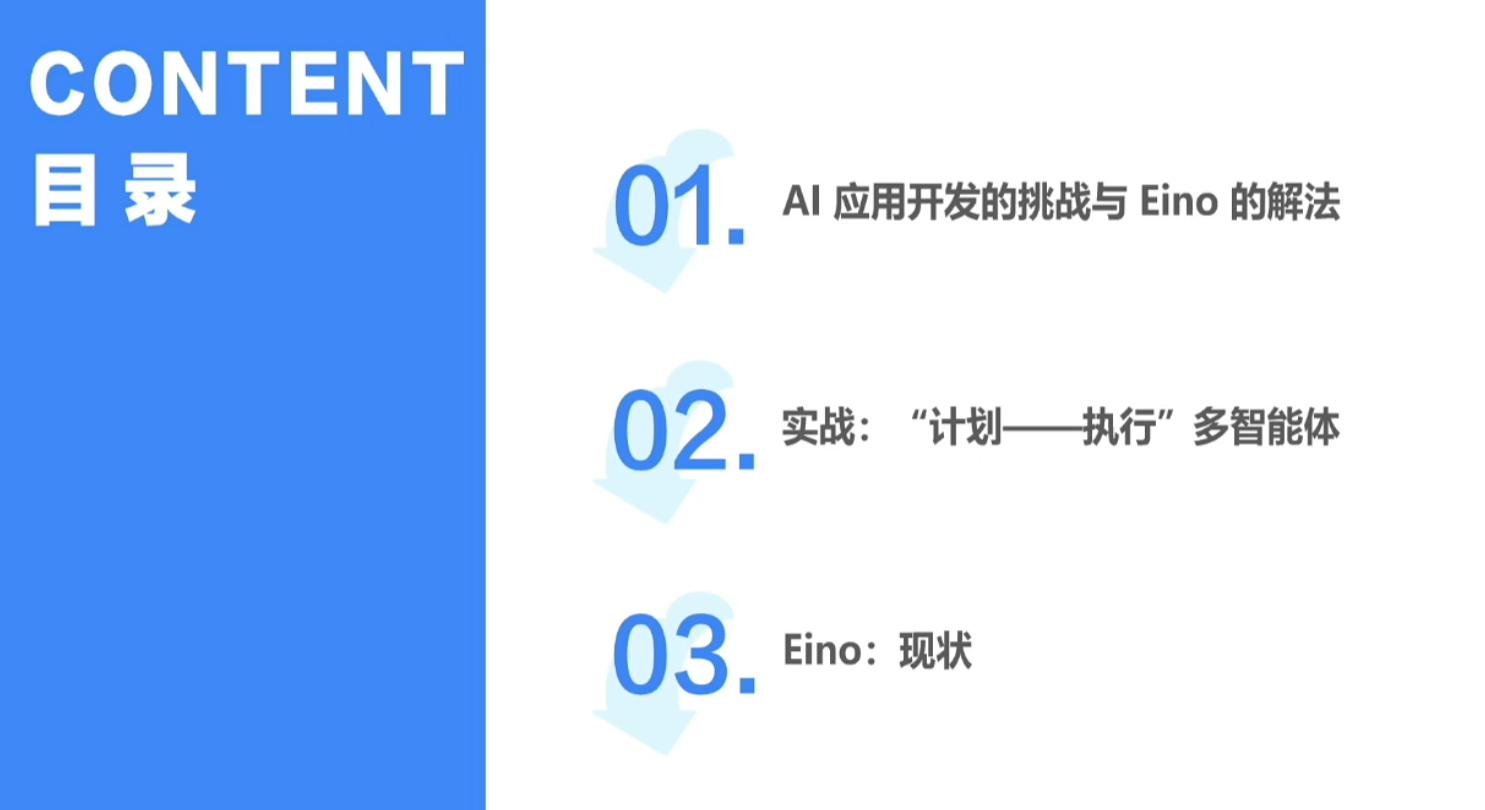 CONTENT
目录
01. AI 应用开发的挑战与 Eino 的解法
02. 实战：“计划——执行”多智能体
03. Eino：现状